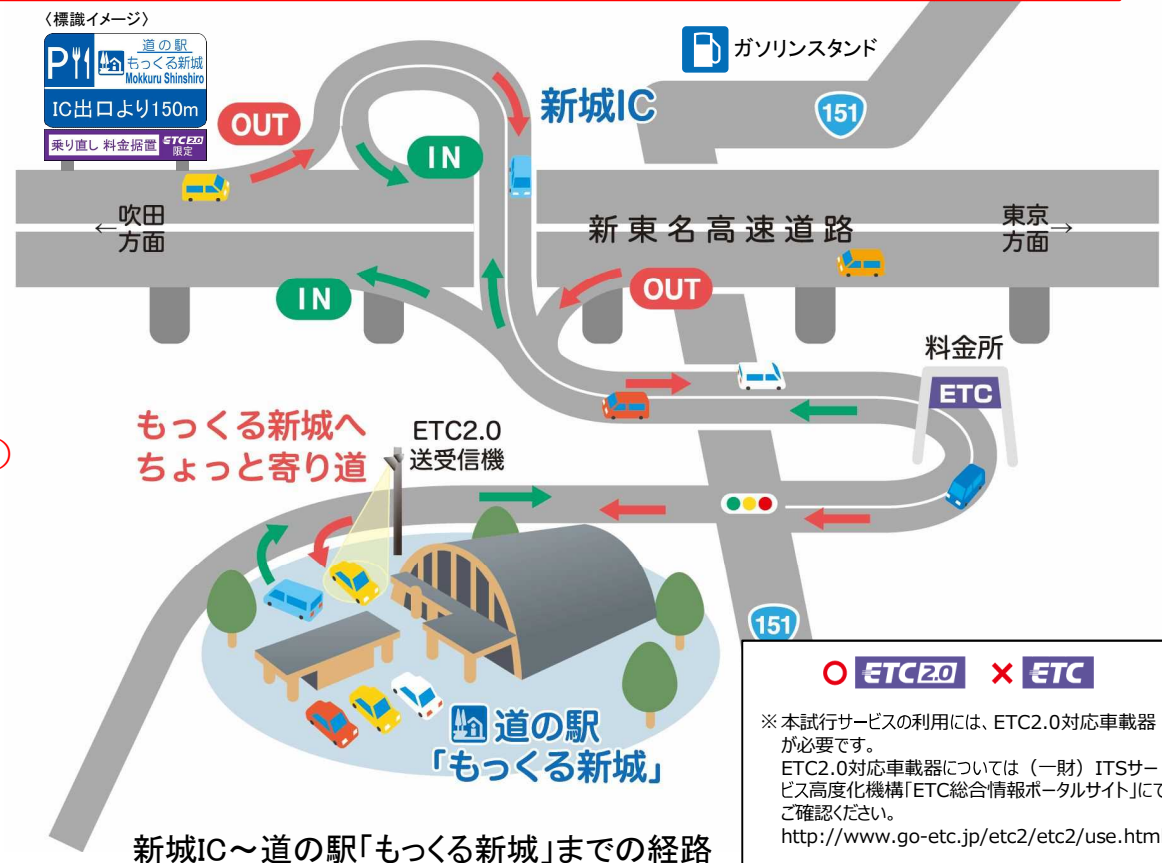 〈標識イメージ〉
P
道の駅
もっくる新城
Mokkuru Shinshiro
IC出口より150m
乗り直し 料金据置 ETC2.0
限定
OUT
IN
新城IC
ガソリンスタンド
151
←吹田
方面
新東名高速道路
東京→
方面
IN
OUT
料金所
ETC
もっくる新城へ
ちょっと寄り道
ETC2.0
送受信機
151
道の駅
「もっくる新城」
新城IC～道の駅「もっくる新城」までの経路
○ ETC2.0 × ETC
※本試行サービスの利用には、ETC2.0対応車載器
が必要です。
ETC2.0対応車載器については（一財）ITSサー
ビス高度化機構「ETC総合情報ポータルサイト」にて
ご確認ください。
http://www.go-etc.jp/etc2/etc2/use.htm